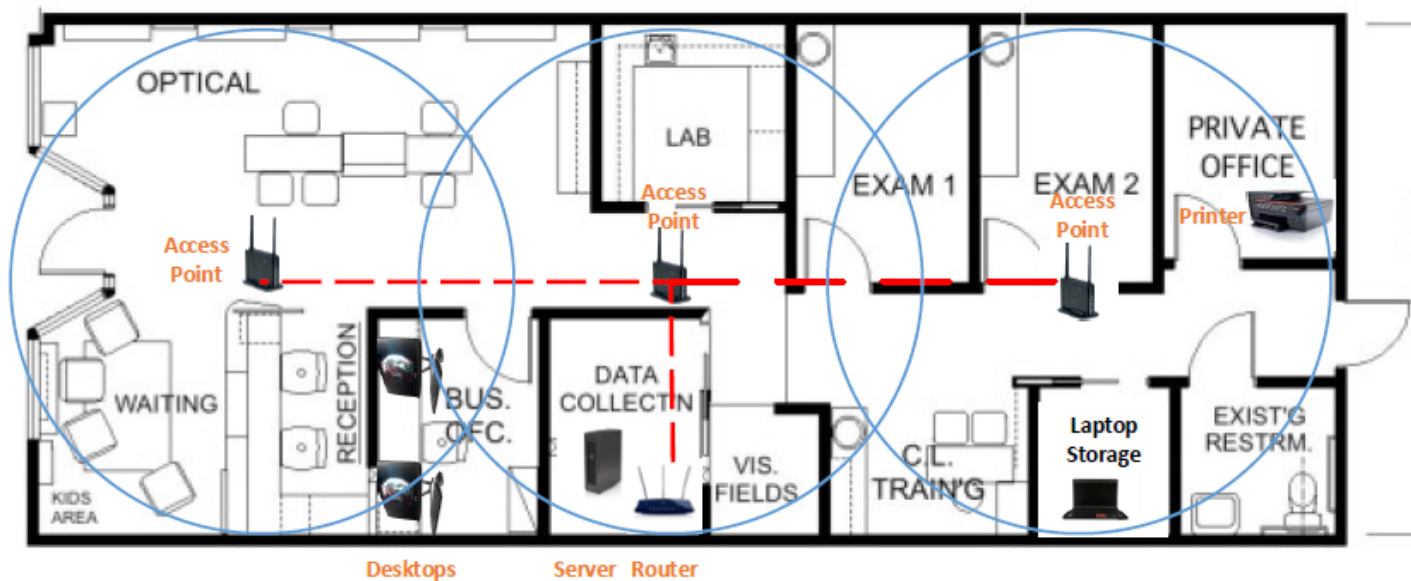 OPTICAL
LAB
EXAM 1
EXAM 2
PRIVATE
OFFICE
Access
Point
Access
Point
Access
Point
Printer
WAITING
RECEPTION
BUS.
OFC.
DATA
COLLECTIN
VIS.
FIELDS
C.L.
TRAIN'G
Laptop
Storage
EXIST'G
RESTRM.
KIDS
AREA
Desktops
Server
Router